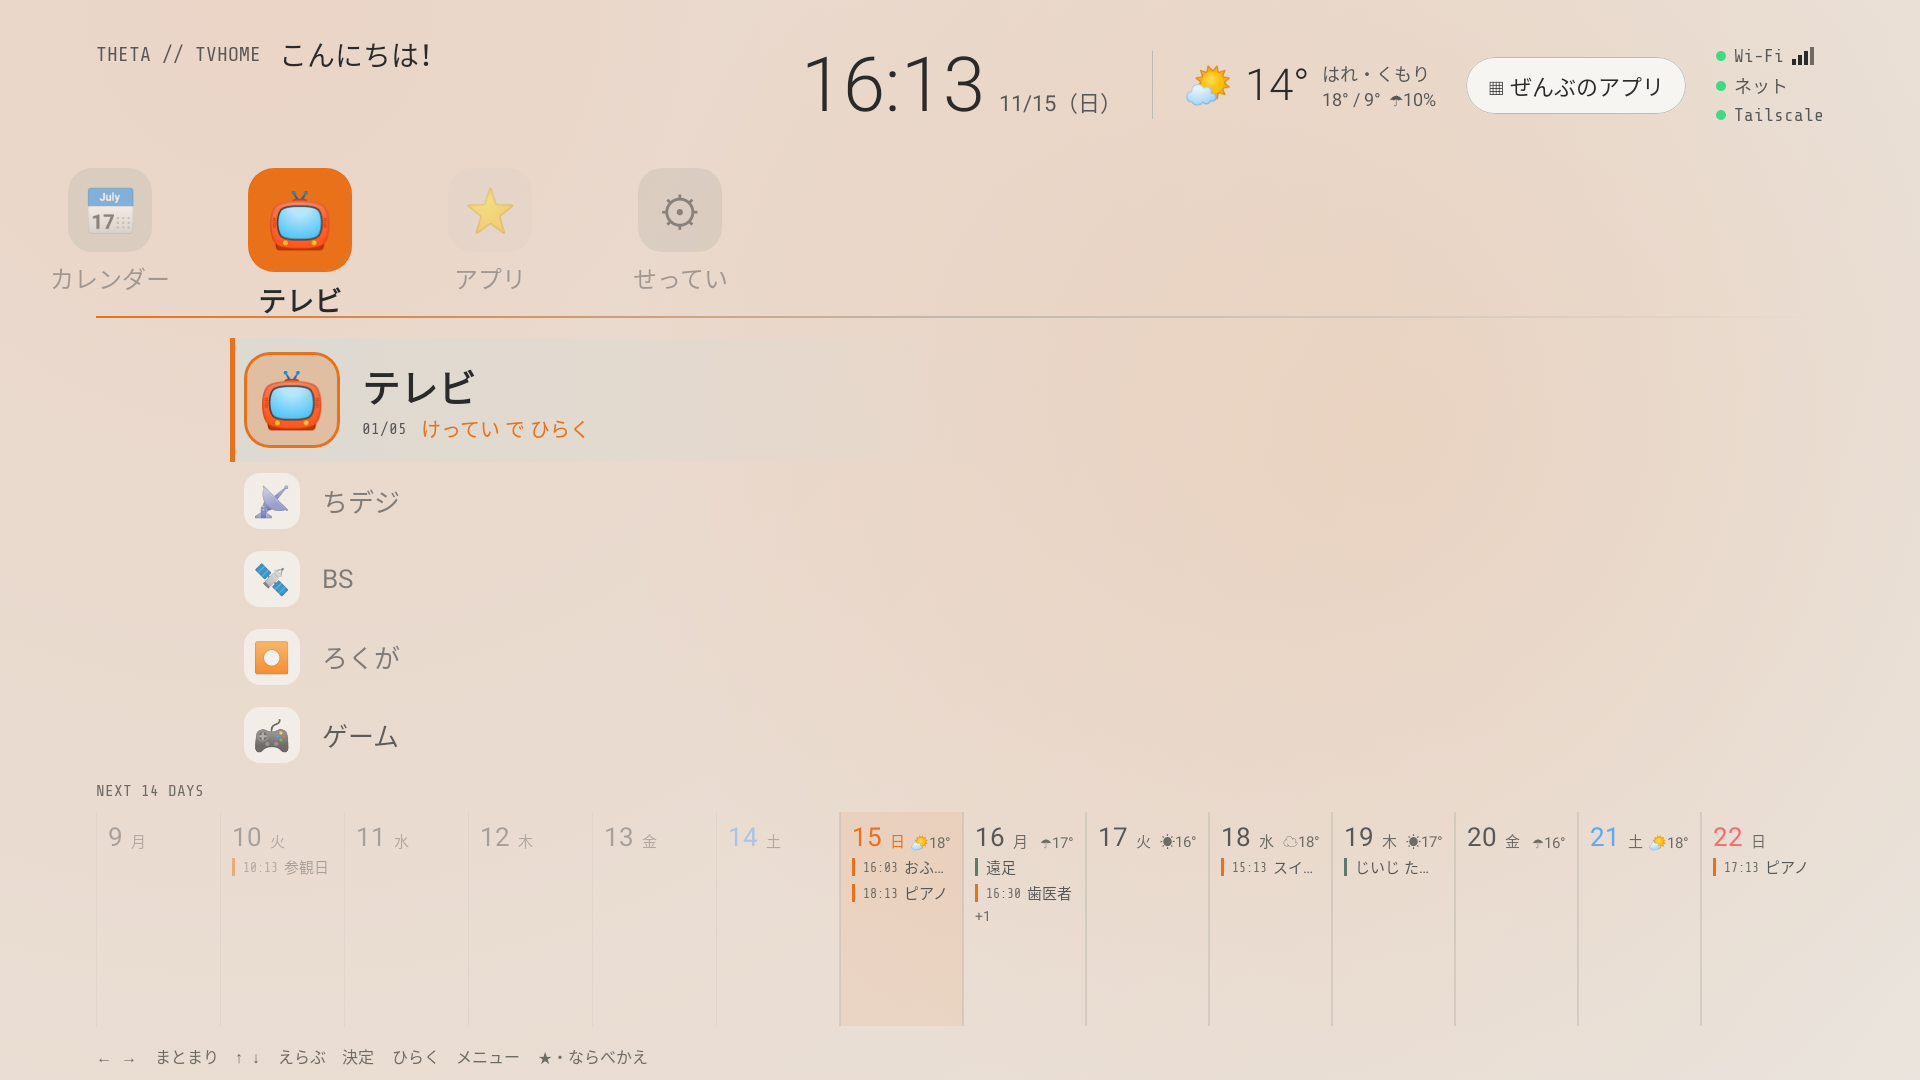 THETA // TVHOME こんにちは!
16:13 11/15（日）
14°
はれ・くもり
18° / 9° ☂10%
▦ ぜんぶのアプリ
Wi-Fi
ネット
Tailscale
July
17
カレンダー
テレビ
アプリ
せってい
テレビ
01/05 けってい で ひらく
ちデジ
BS
ろくが
ゲーム
NEXT 14 DAYS
9 月
10 火
10:13 参観日
11 水
12 木
13 金
14 土
15 日 18°
16:03 おふ…
18:13 ピアノ
16 月 ☂17°
遠足
16:30 歯医者
+1
17 火 ☀16°
18 水 ☁18°
15:13 スイ…
19 木 ☀17°
じいじ た…
20 金 ☂16°
21 土 18°
22 日
17:13 ピアノ
← → まとまり ↑ ↓ えらぶ 決定 ひらく メニュー ★・ならべかえ